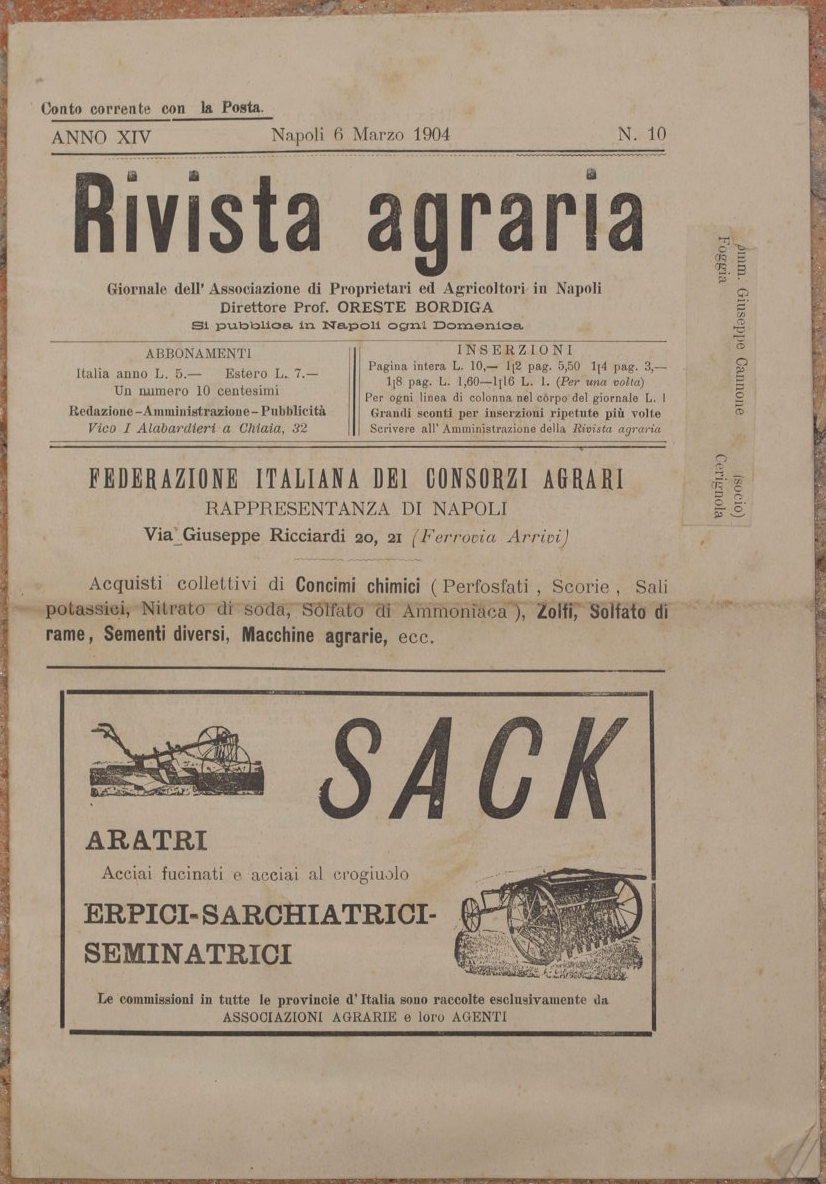 Conto corrente con la Posta.
ANNO XIV Napoli 6 Marzo 1904 N. 10
Rivista agraria
Giornale dell' Associazione di Proprietari ed Agricoltori in Napoli
Direttore Prof. ORESTE BORDIGA
Si pubblica in Napoli ogni Domenica
ABBONAMENTI
Italia anno L. 5.— Estero L. 7.—
Un numero 10 centesimi
Redazione-Amministrazione-Pubblicità
Vico I Alabardieri a Chiaia, 32
INSERZIONI
Pagina intera L. 10,— 1|2 pag. 5,50 1|4 pag. 3,—
1|8 pag. L. 1,60—1|16 L. 1. (Per una volta)
Per ogni linea di colonna nel còrpo del giornale L. 1
Grandi sconti per inserzioni ripetute più volte
Scrivere all' Amministrazione della Rivista agraria
FEDERAZIONE ITALIANA DEI CONSORZI AGRARI
RAPPRESENTANZA DI NAPOLI
Via Giuseppe Ricciardi 20, 21 (Ferrovia Arrivi)
Acquisti collettivi di Concimi chimici (Perfosfati, Scorie, Sali
potassici, Nitrato di soda, Solfato di Ammoniaca), Zolfi, Solfato di
rame, Sementi diversi, Macchine agrarie, ecc.
SACK
ARATRI
Acciai fucinati e acciai al crogiuolo
ERPICI-SARCHIATRICI-
SEMINATRICI
Le commissioni in tutte le provincie d' Italia sono raccolte esclusivamente da
ASSOCIAZIONI AGRARIE e loro AGENTI
Giuseppe Cannone (socio)
Foggia Cerignola